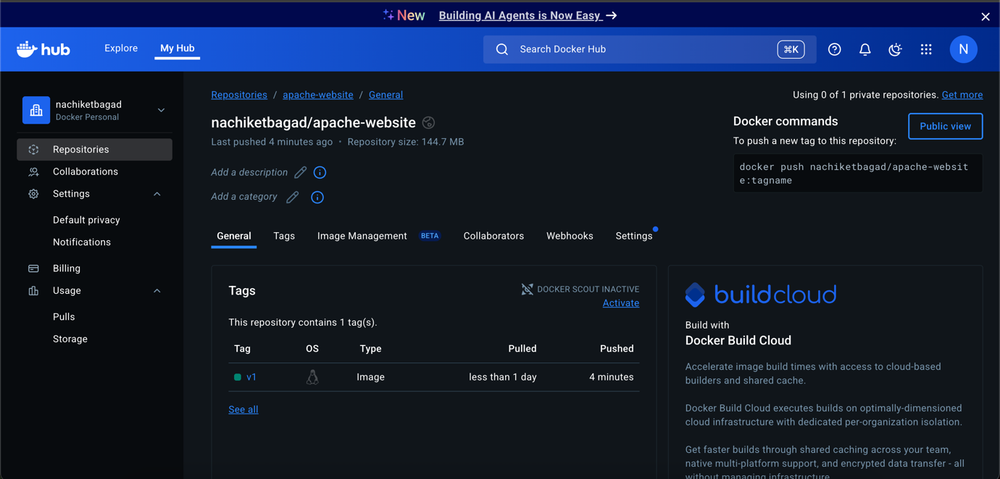 New Building AI Agents is Now Easy →
hub
Explore
My Hub
Search Docker Hub
⌘K
N
nachiketbagad
Docker Personal
Repositories
Collaborations
Settings
Default privacy
Notifications
Billing
Usage
Pulls
Storage
Repositories / apache-website / General
Using 0 of 1 private repositories. Get more
nachiketbagad/apache-website
Last pushed 4 minutes ago • Repository size: 144.7 MB
Add a description
Add a category
Docker commands
Public view
To push a new tag to this repository:
docker push nachiketbagad/apache-websit
e:tagname
General
Tags
Image Management BETA
Collaborators
Webhooks
Settings
Tags
DOCKER SCOUT INACTIVE
Activate
This repository contains 1 tag(s).
Tag OS Type Pulled Pushed
v1 Image less than 1 day 4 minutes
See all
buildcloud
Build with
Docker Build Cloud
Accelerate image build times with access to cloud-based
builders and shared cache.
Docker Build Cloud executes builds on optimally-dimensioned
cloud infrastructure with dedicated per-organization isolation.
Get faster builds through shared caching across your team,
native multi-platform support, and encrypted data transfer - all
without managing infrastructure.